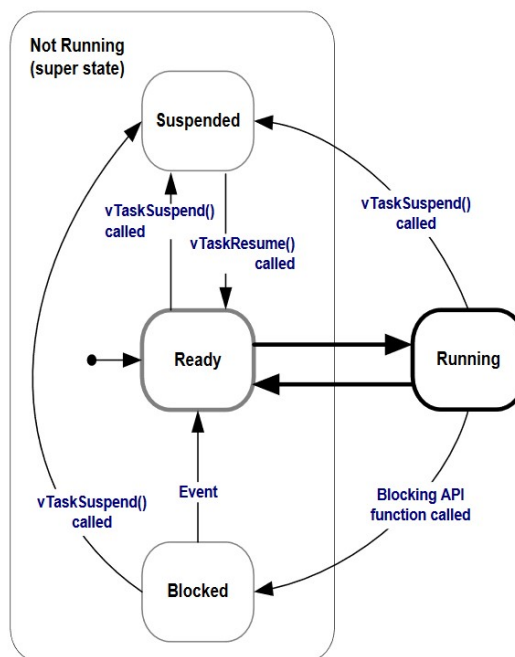 Not Running
(super state)
Suspended
vTaskSuspend()
called
vTaskResume()
called
vTaskSuspend()
called
Ready
Running
vTaskSuspend()
called
Event
Blocking API
function called
Blocked